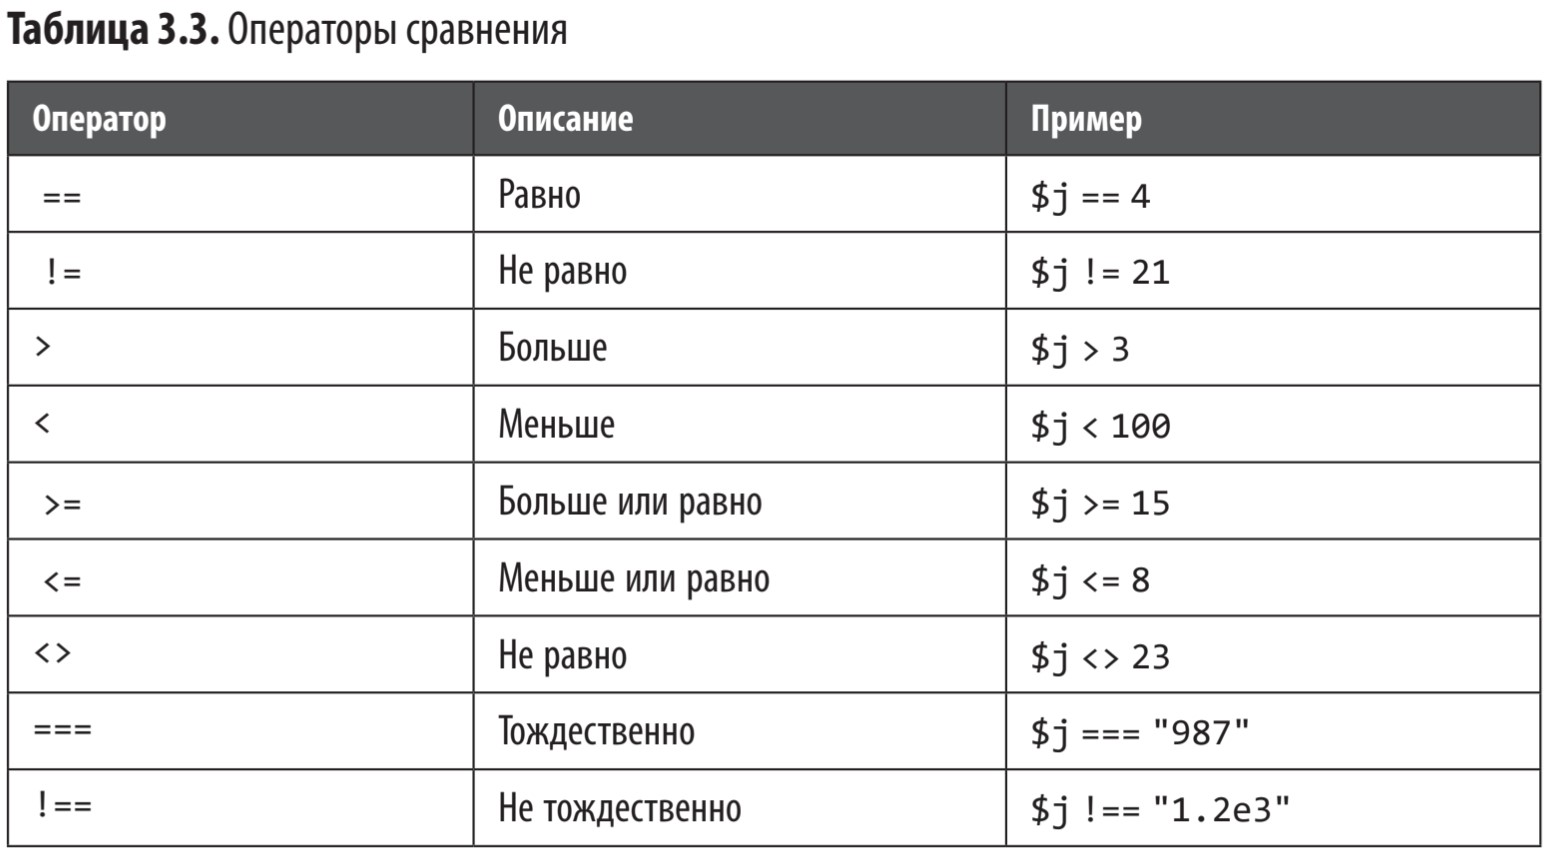 Таблица 3.3. Операторы сравнения
Оператор Описание Пример
== Равно $j == 4
!= Не равно $j != 21
> Больше $j > 3
< Меньше $j < 100
>= Больше или равно $j >= 15
<= Меньше или равно $j <= 8
<> Не равно $j <> 23
=== Тождественно $j === "987"
!== Не тождественно $j !== "1.2e3"